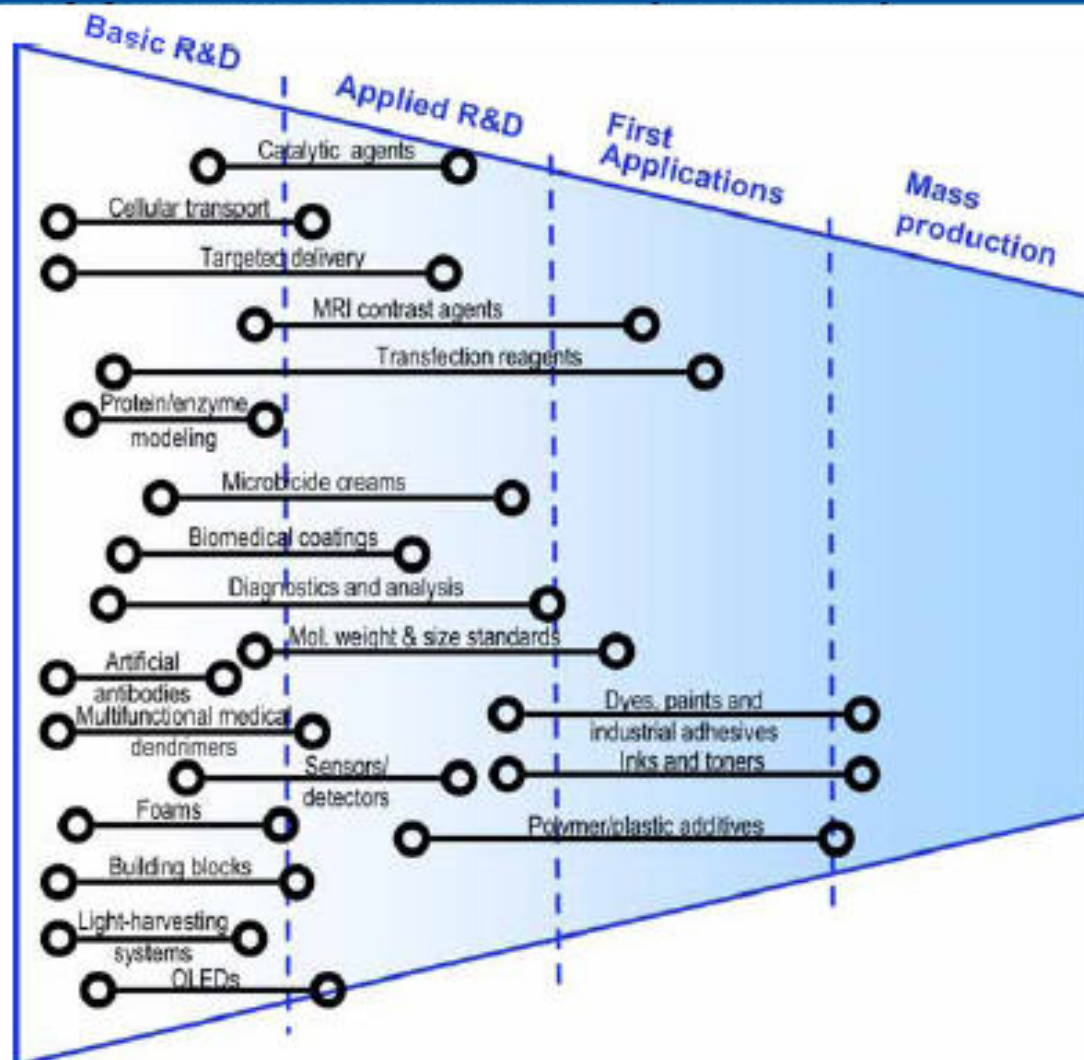 Basic R&D
Applied R&D
First
Applications
Mass
production
Catalytic agents
Cellular transport
Targeted delivery
MRI contrast agents
Transfection reagents
Protein/enzyme
modeling
Microbicide creams
Biomedical coatings
Diagnostics and analysis
Mol. weight & size standards
Artificial
antibodies
Multifunctional medical
dendrimers
Dyes, paints and
industrial adhesives
Sensors/
detectors
Inks and toners
Foams
Polymer/plastic additives
Building blocks
Light-harvesting
systems
OLEDs